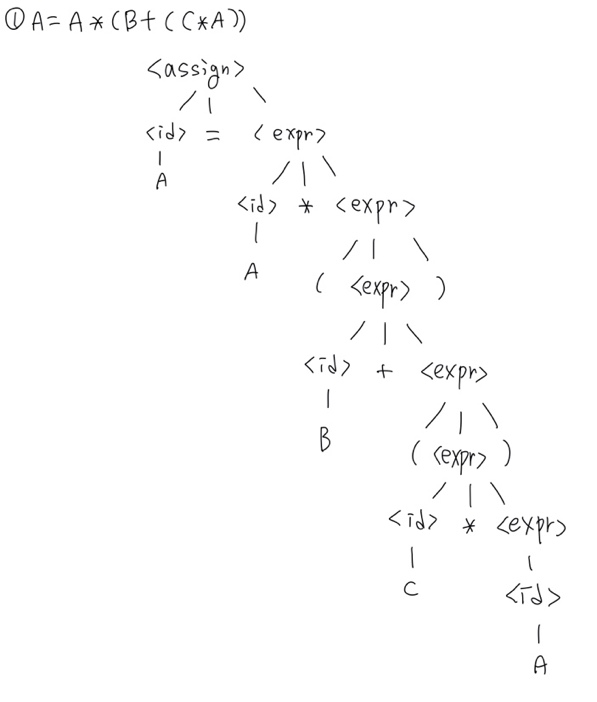 ① A = A * (B + ( C * A))
<assign>
<id> = <expr>
A
<id> * <expr>
A
( <expr> )
<id> + <expr>
B
( <expr> )
<id> * <expr>
C
<id>
A